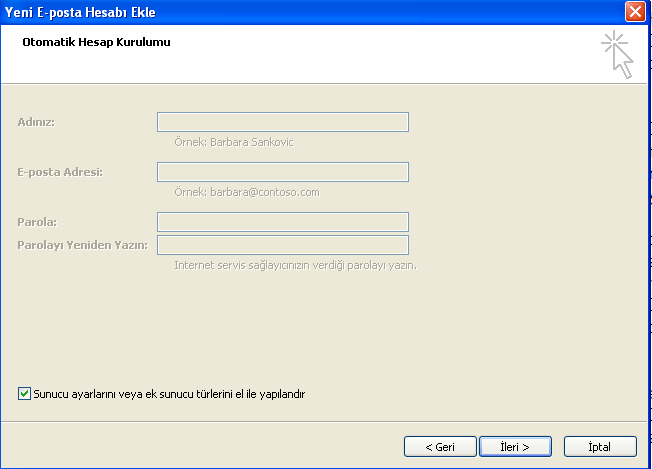 Yeni E-posta Hesabı Ekle
Otomatik Hesap Kurulumu
Adınız:
Örnek: Barbara Sankovic
E-posta Adresi:
Örnek: barbara@contoso.com
Parola:
Parolayı Yeniden Yazın:
Internet servis sağlayıcınızın verdiği parolayı yazın.
Sunucu ayarlarını veya ek sunucu türlerini el ile yapılandır
< Geri İleri > İptal